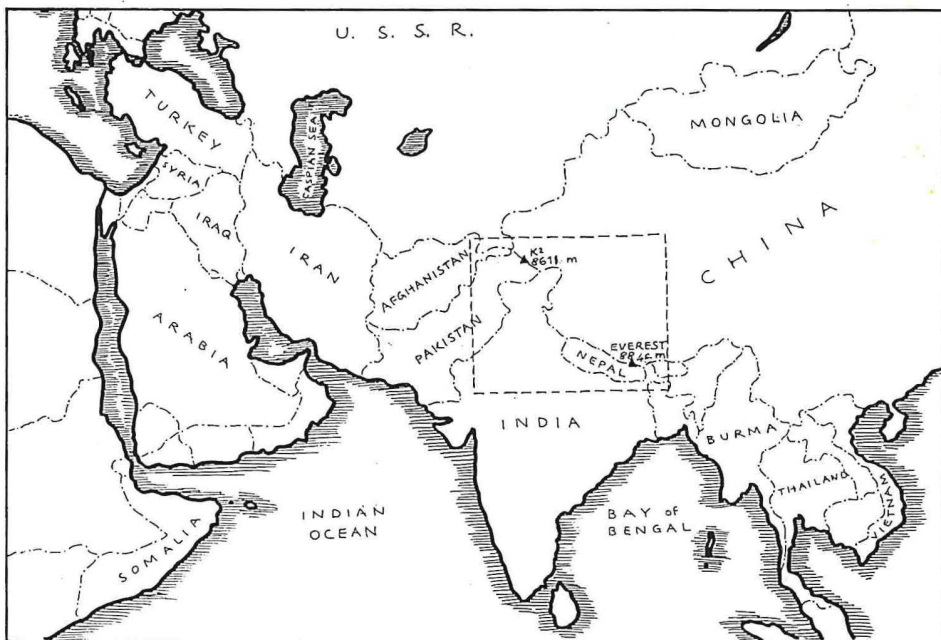 U. S. S. R.
TURKEY
CASPIAN SEA
MONGOLIA
SYRIA
IRAQ
IRAN
CHINA
K2
8611 m
AFGHANISTAN
ARABIA
PAKISTAN
EVEREST
m
NEPAL
INDIA
BURMA
THAILAND
VIETNAM
INDIAN
OCEAN
BAY of
BENGAL
SOMALIA